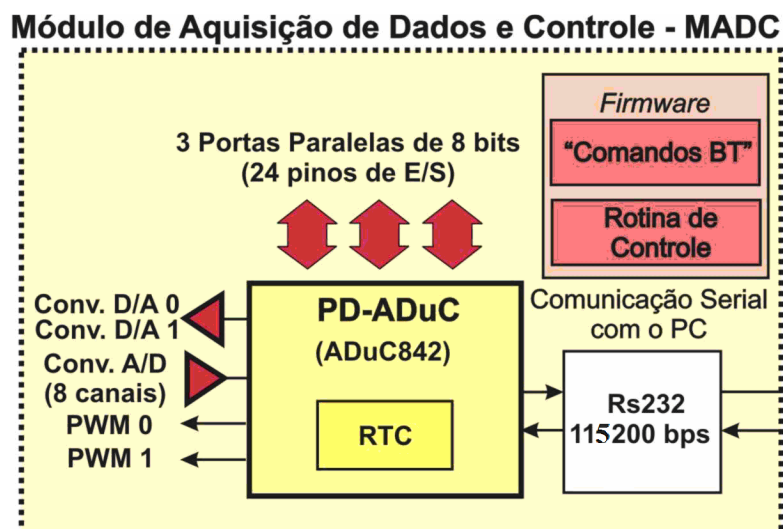 Módulo de Aquisição de Dados e Controle - MADC
Firmware
"Comandos BT"
Rotina de
Controle
3 Portas Paralelas de 8 bits
(24 pinos de E/S)
Conv. D/A 0
Conv. D/A 1
Conv. A/D
(8 canais)
PWM 0
PWM 1
PD-ADuC
(ADuC842)
RTC
Comunicação Serial
com o PC
Rs232
115200 bps